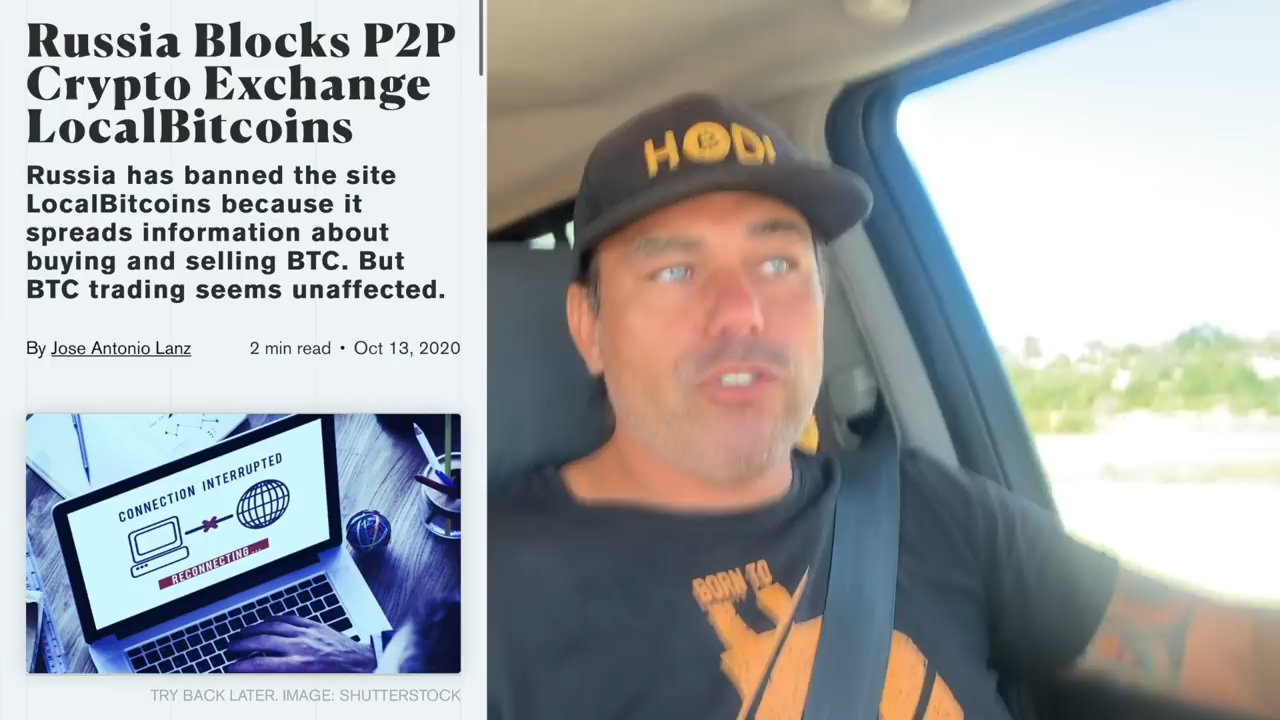 Russia Blocks P2P
Crypto Exchange
LocalBitcoins
Russia has banned the site
LocalBitcoins because it
spreads information about
buying and selling BTC. But
BTC trading seems unaffected.
By Jose Antonio Lanz 2 min read • Oct 13, 2020
CONNECTION INTERRUPTED
RECONNECTING...
TRY BACK LATER. IMAGE: SHUTTERSTOCK
HODl
BORN TO